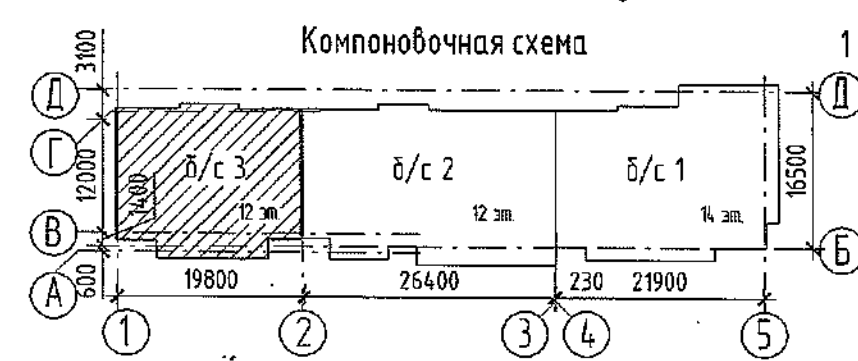 Компоновочная схема
1
3100
Д
Д
Г
12000
1400
б/с 3
б/с 2
б/с 1
16500
12 эт.
12 эт.
14 эт.
В
Б
А
600
19800
26400
230
21900
1
2
3
4
5